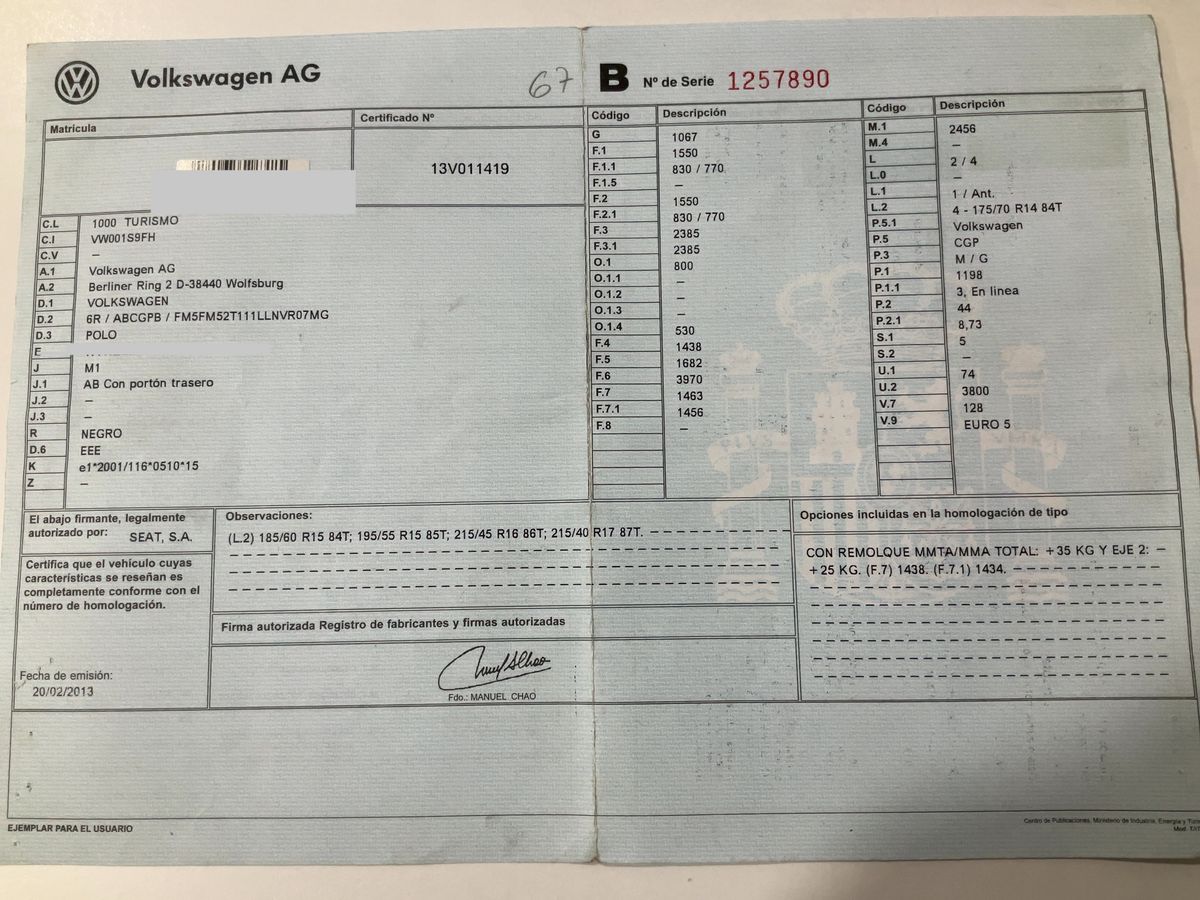 Volkswagen AG
67
B Nº de Serie 1257890
Matrícula
Certificado Nº
13V011419
C.L 1000 TURISMO
C.I VW001S9FH
C.V –
A.1 Volkswagen AG
A.2 Berliner Ring 2 D-38440 Wolfsburg
D.1 VOLKSWAGEN
D.2 6R / ABCGPB / FM5FM52T111LLNVR07MG
D.3 POLO
E
J M1
J.1 AB Con portón trasero
J.2 –
J.3 –
R NEGRO
D.6 EEE
K e1*2001/116*0510*15
Z –
Código Descripción
G 1067
F.1 1550
F.1.1 830 / 770
F.1.5 –
F.2 1550
F.2.1 830 / 770
F.3 2385
F.3.1 2385
O.1 800
O.1.1 –
O.1.2 –
O.1.3 –
O.1.4 530
F.4 1438
F.5 1682
F.6 3970
F.7 1463
F.7.1 1456
F.8 –
Código Descripción
M.1 2456
M.4 –
L 2 / 4
L.0 –
L.1 1 / Ant.
L.2 4 - 175/70 R14 84T
P.5.1 Volkswagen
P.5 CGP
P.3 M / G
P.1 1198
P.1.1 3, En linea
P.2 44
P.2.1 8,73
S.1 5
S.2 –
U.1 74
U.2 3800
V.7 128
V.9 EURO 5
El abajo firmante, legalmente
autorizado por: SEAT, S.A.
Certifica que el vehículo cuyas
características se reseñan es
completamente conforme con el
número de homologación.
Fecha de emisión:
20/02/2013
Observaciones:
(L.2) 185/60 R15 84T; 195/55 R15 85T; 215/45 R16 86T; 215/40 R17 87T.
Firma autorizada Registro de fabricantes y firmas autorizadas
Fdo.: MANUEL CHAO
Opciones incluidas en la homologación de tipo
CON REMOLQUE MMTA/MMA TOTAL: +35 KG Y EJE 2: –
+25 KG. (F.7) 1438. (F.7.1) 1434.
EJEMPLAR PARA EL USUARIO
Centro de Publicaciones. Ministerio de Industria, Energía y
Mod.